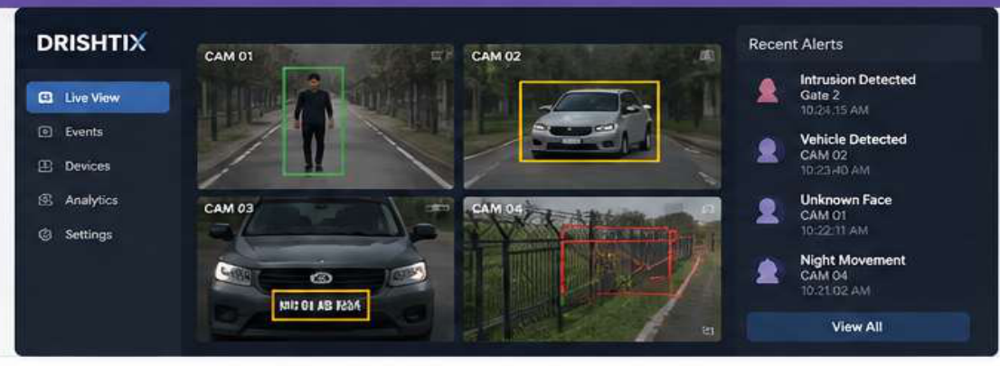 DRISHTIX
Live View
Events
Devices
Analytics
Settings
CAM 01
CAM 02
CAM 03
CAM 04
Recent Alerts
Intrusion Detected
Gate 2
10:24:15 AM
Vehicle Detected
CAM 02
10:23:40 AM
Unknown Face
CAM 01
10:22:11 AM
Night Movement
CAM 04
10:21:02 AM
View All
01 AB